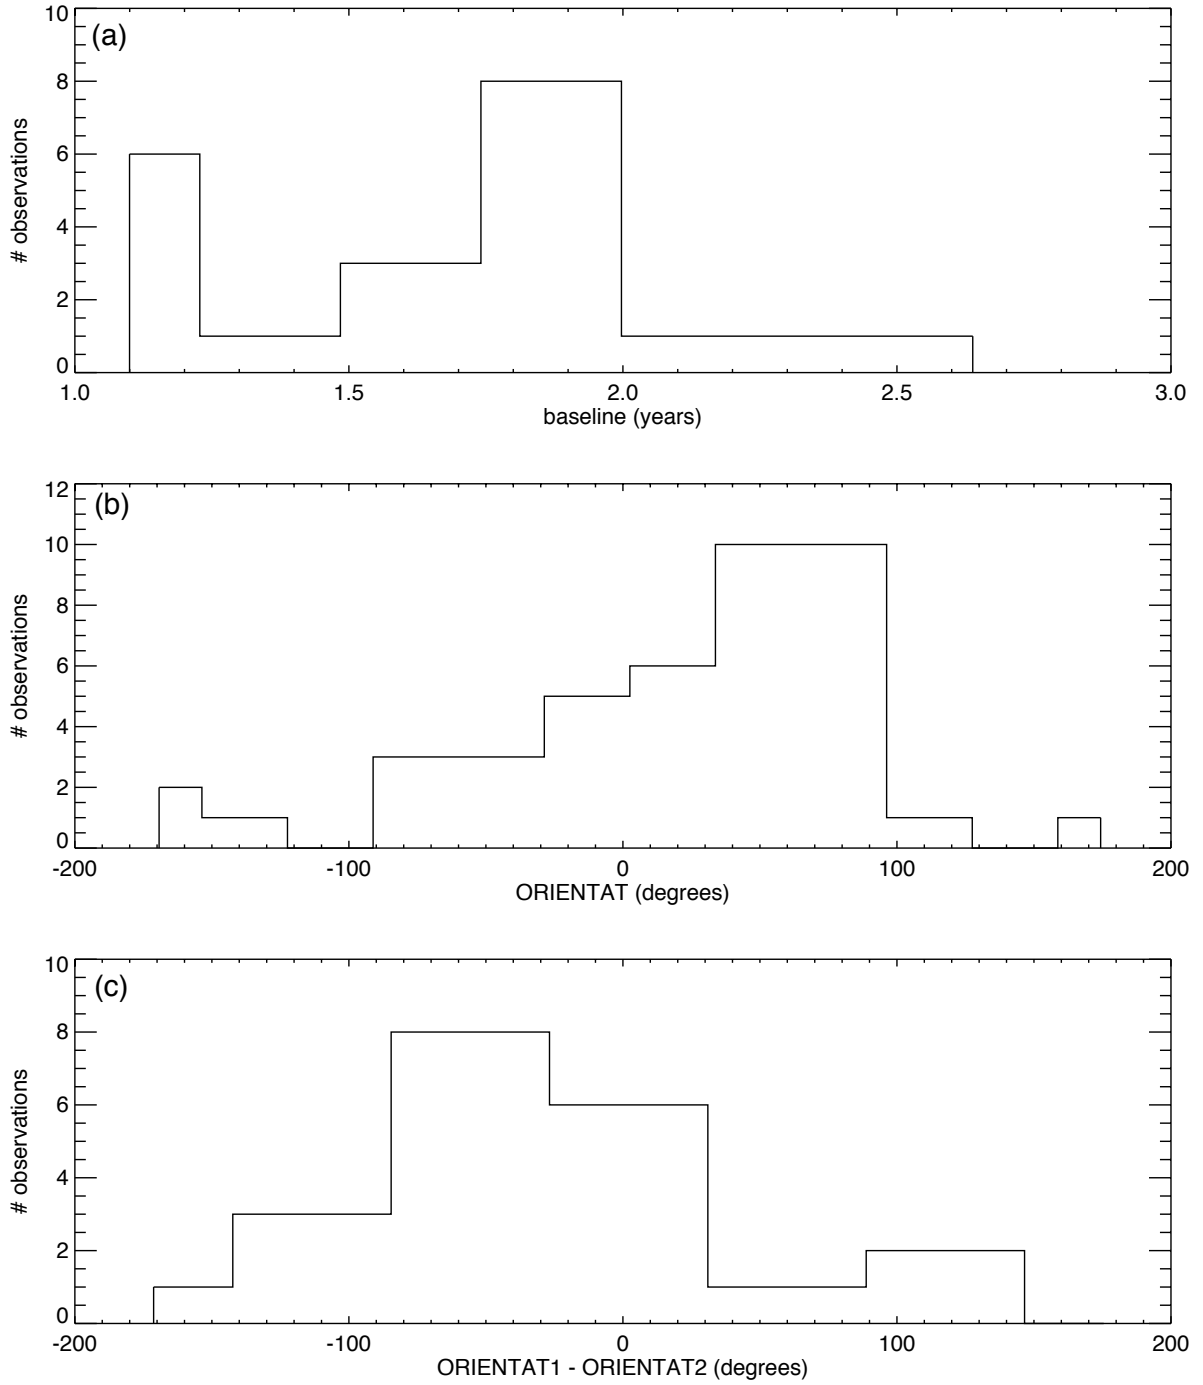 (a)
10
8
6
4
2
0
# observations
1.0 1.5 2.0 2.5 3.0
baseline (years)
(b)
12
10
8
6
4
2
0
# observations
-200 -100 0 100 200
ORIENTAT (degrees)
(c)
10
8
6
4
2
0
# observations
-200 -100 0 100 200
ORIENTAT1 - ORIENTAT2 (degrees)